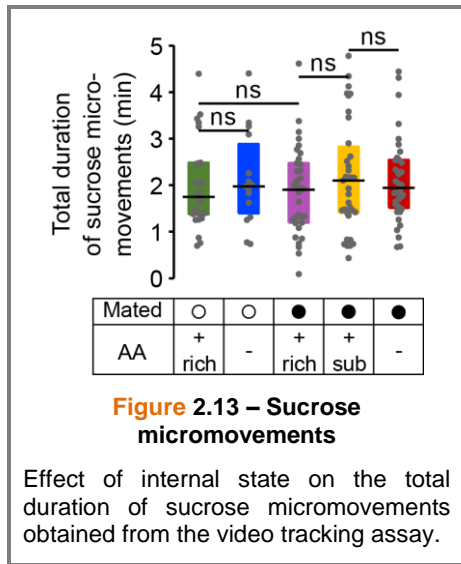 5
4
3
2
1
0
Total duration
of sucrose micro-
movements (min)
ns
ns
ns
ns
Mated ○ ○ ● ● ●
AA + rich - + rich + sub -
Figure 2.13 – Sucrose
micromovements
Effect of internal state on the total
duration of sucrose micromovements
obtained from the video tracking assay.